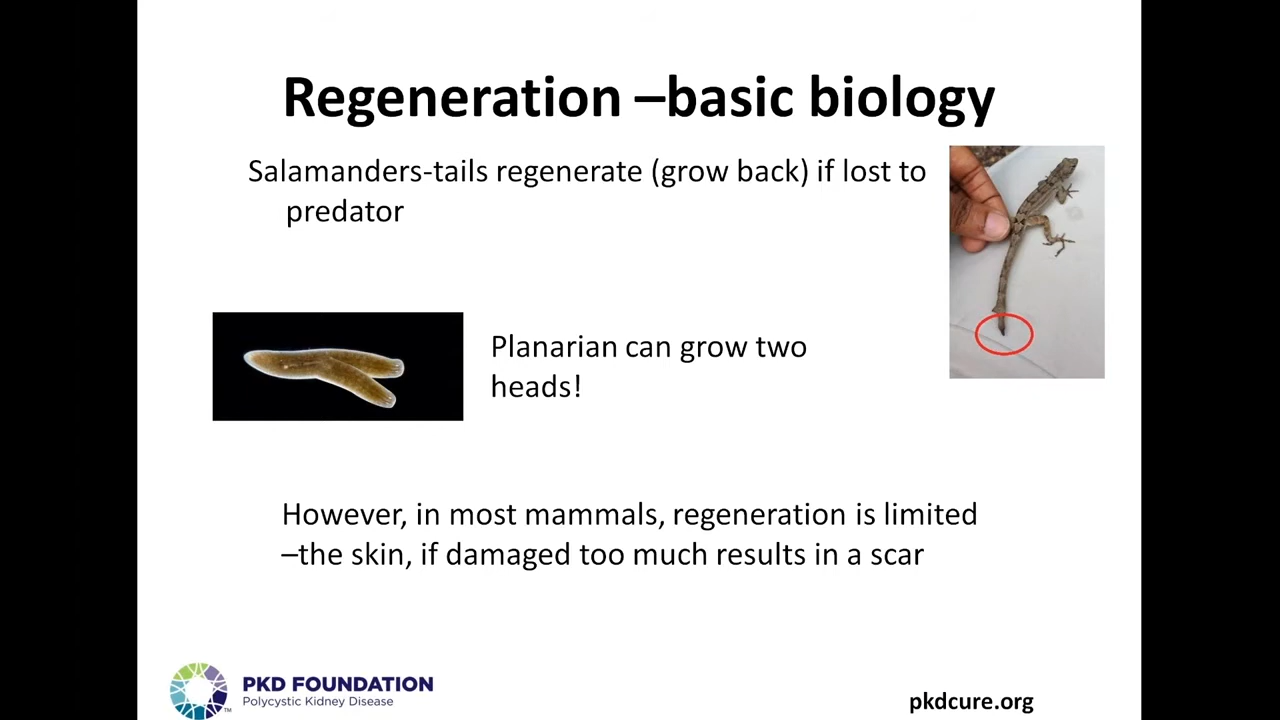 Regeneration –basic biology
Salamanders-tails regenerate (grow back) if lost to
predator
Planarian can grow two
heads!
However, in most mammals, regeneration is limited
–the skin, if damaged too much results in a scar
PKD FOUNDATION
Polycystic Kidney Disease
TM
pkdcure.org